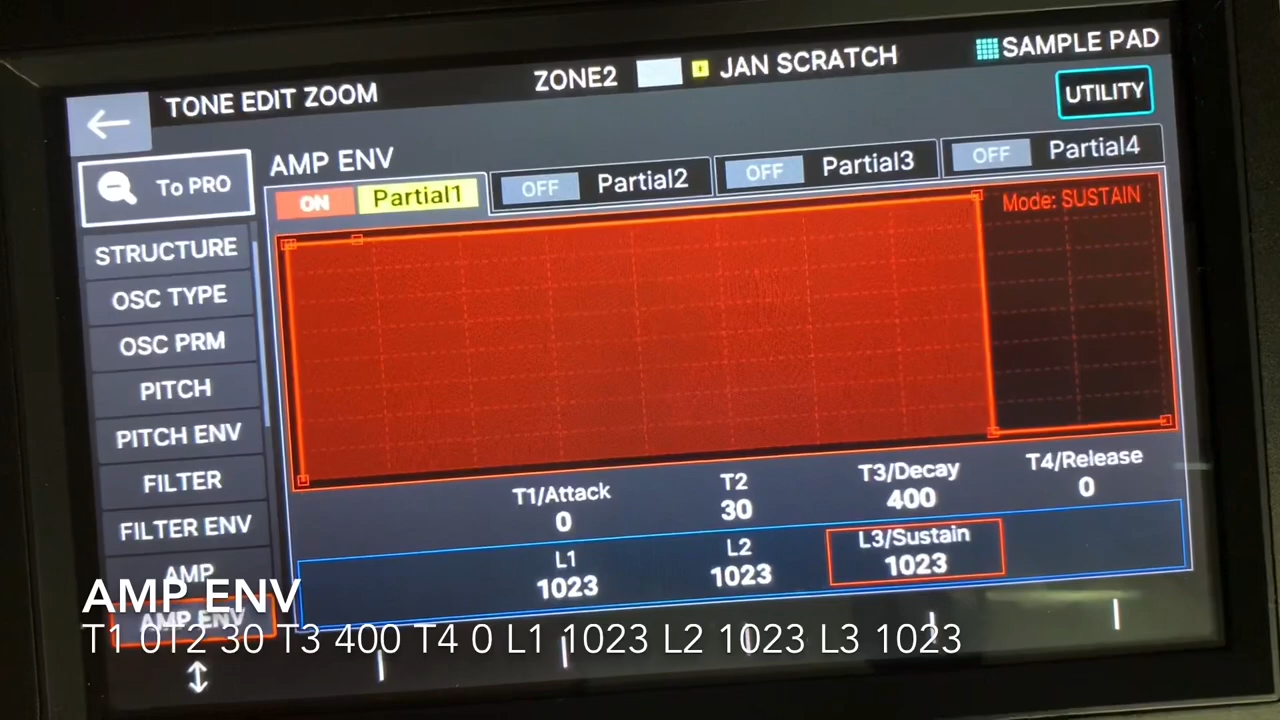 TONE EDIT ZOOM
ZONE2
JAN SCRATCH
SAMPLE PAD
UTILITY
To PRO
AMP ENV
ON Partial1
OFF Partial2
OFF Partial3
OFF Partial4
Mode: SUSTAIN
STRUCTURE
OSC TYPE
OSC PRM
PITCH
PITCH ENV
FILTER
FILTER ENV
AMP
AMP ENV
T1/Attack
0
T2
30
T3/Decay
400
T4/Release
0
L1
1023
L2
1023
L3/Sustain
1023
AMP ENV
T1 0T2 30 T3 400 T4 0 L1 1023 L2 1023 L3 1023